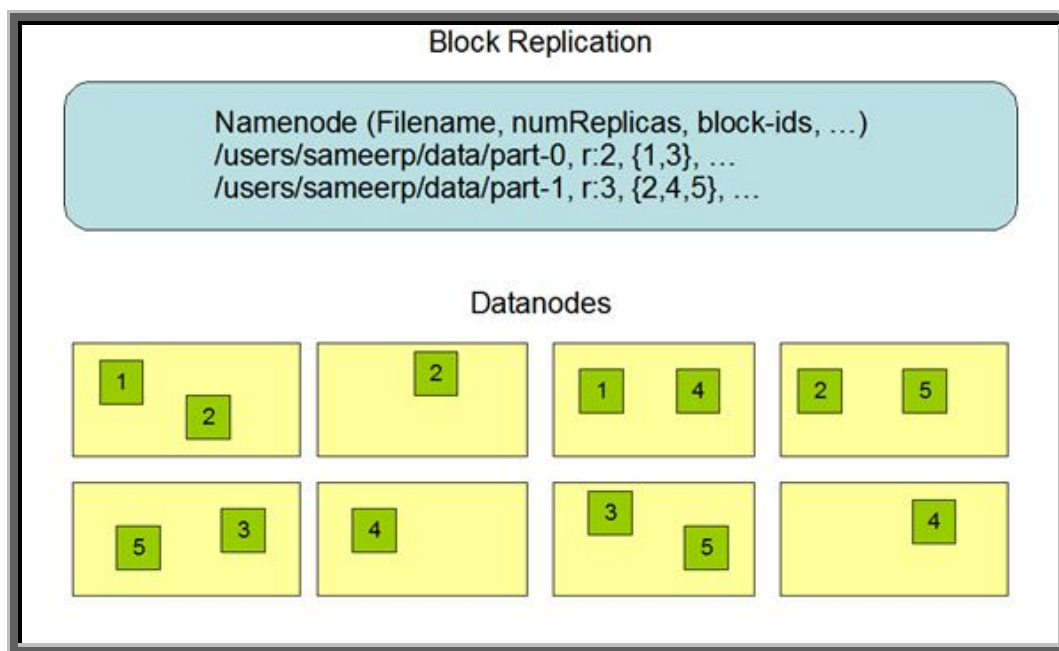 Block Replication
Namenode (Filename, numReplicas, block-ids, …)
/users/sameerp/data/part-0, r:2, {1,3}, …
/users/sameerp/data/part-1, r:3, {2,4,5}, …
Datanodes
1
2
2
1
4
2
5
5
3
4
3
5
4